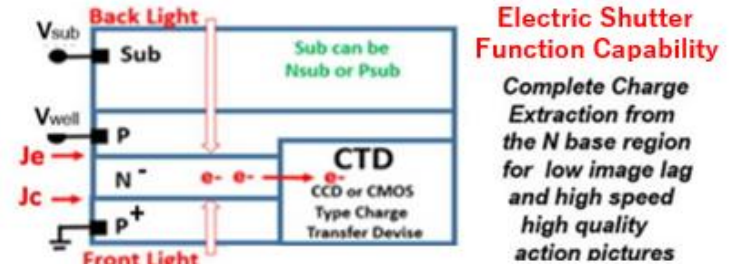 Back Light
Vsub
Sub
Sub can be
Nsub or Psub
Vwell
P
Je
N -
e- e- e-
Jc
P+
CTD
CCD or CMOS
Type Charge
Transfer Devise
Front Light
Electric Shutter
Function Capability
Complete Charge
Extraction from
the N base region
for low image lag
and high speed
high quality
action pictures